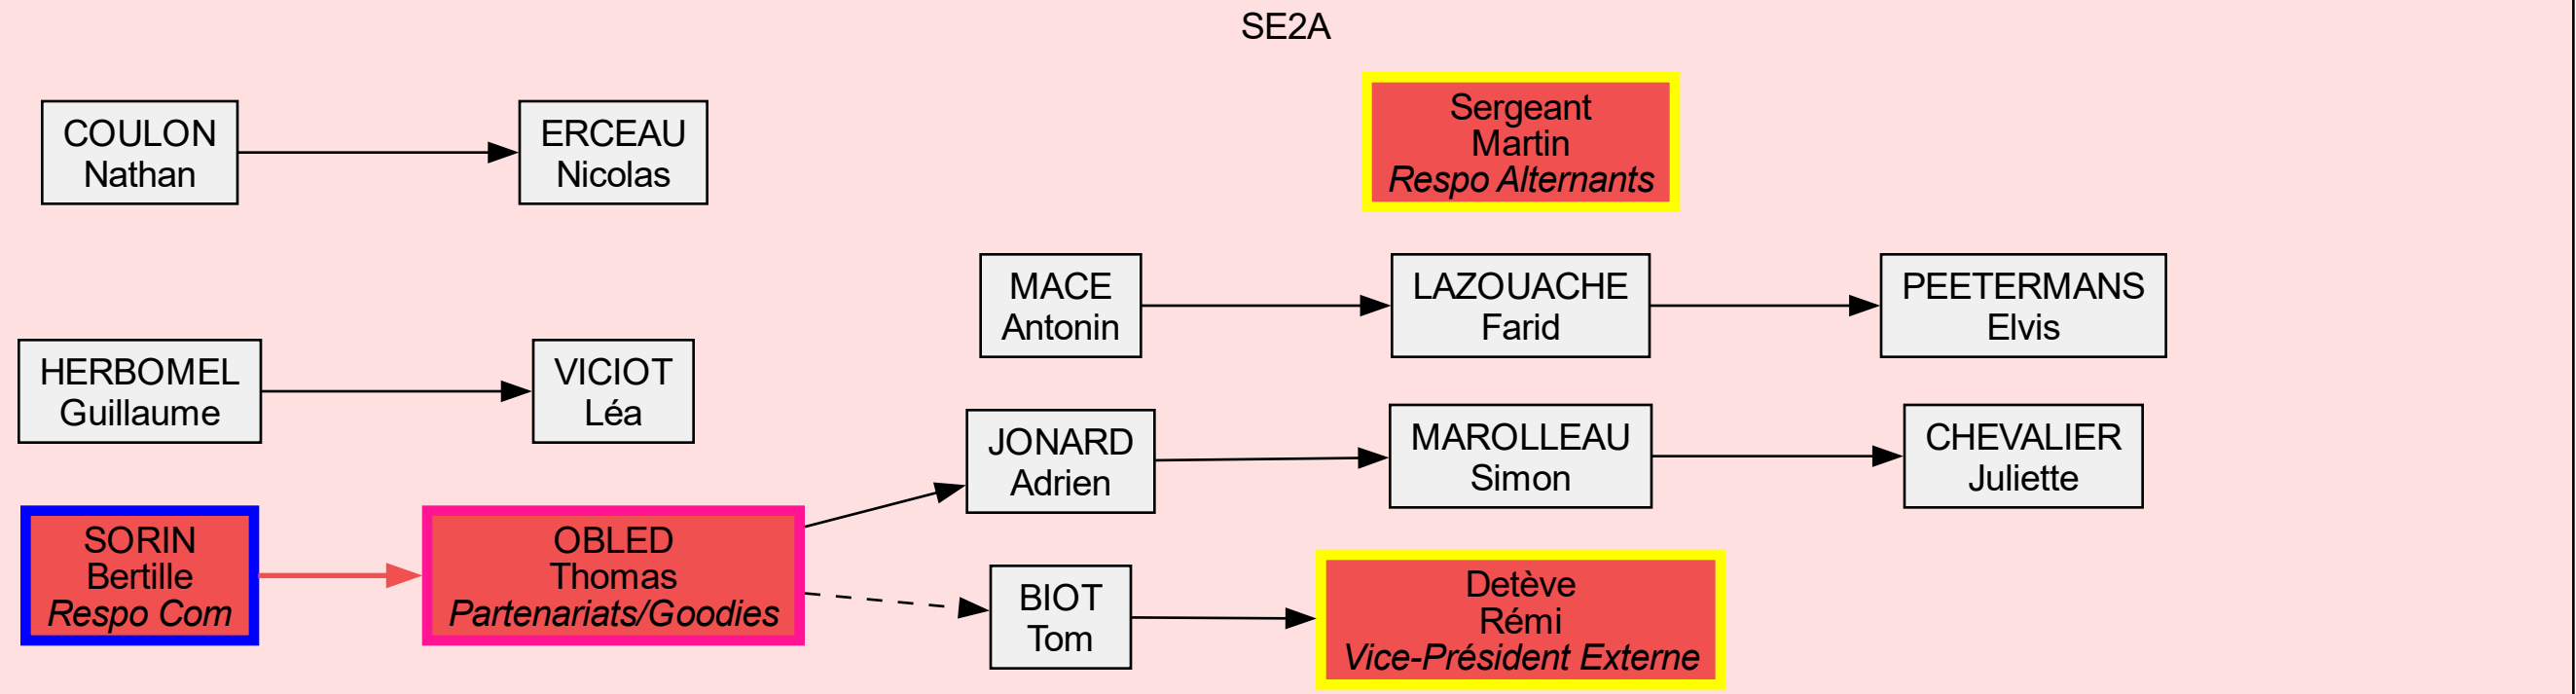 SE2A
COULON
Nathan
ERCEAU
Nicolas
Sergeant
Martin
Respo Alternants
MACE
Antonin
LAZOUACHE
Farid
PEETERMANS
Elvis
HERBOMEL
Guillaume
VICIOT
Léa
JONARD
Adrien
MAROLLEAU
Simon
CHEVALIER
Juliette
SORIN
Bertille
Respo Com
OBLED
Thomas
Partenariats/Goodies
BIOT
Tom
Detève
Rémi
Vice-Président Externe